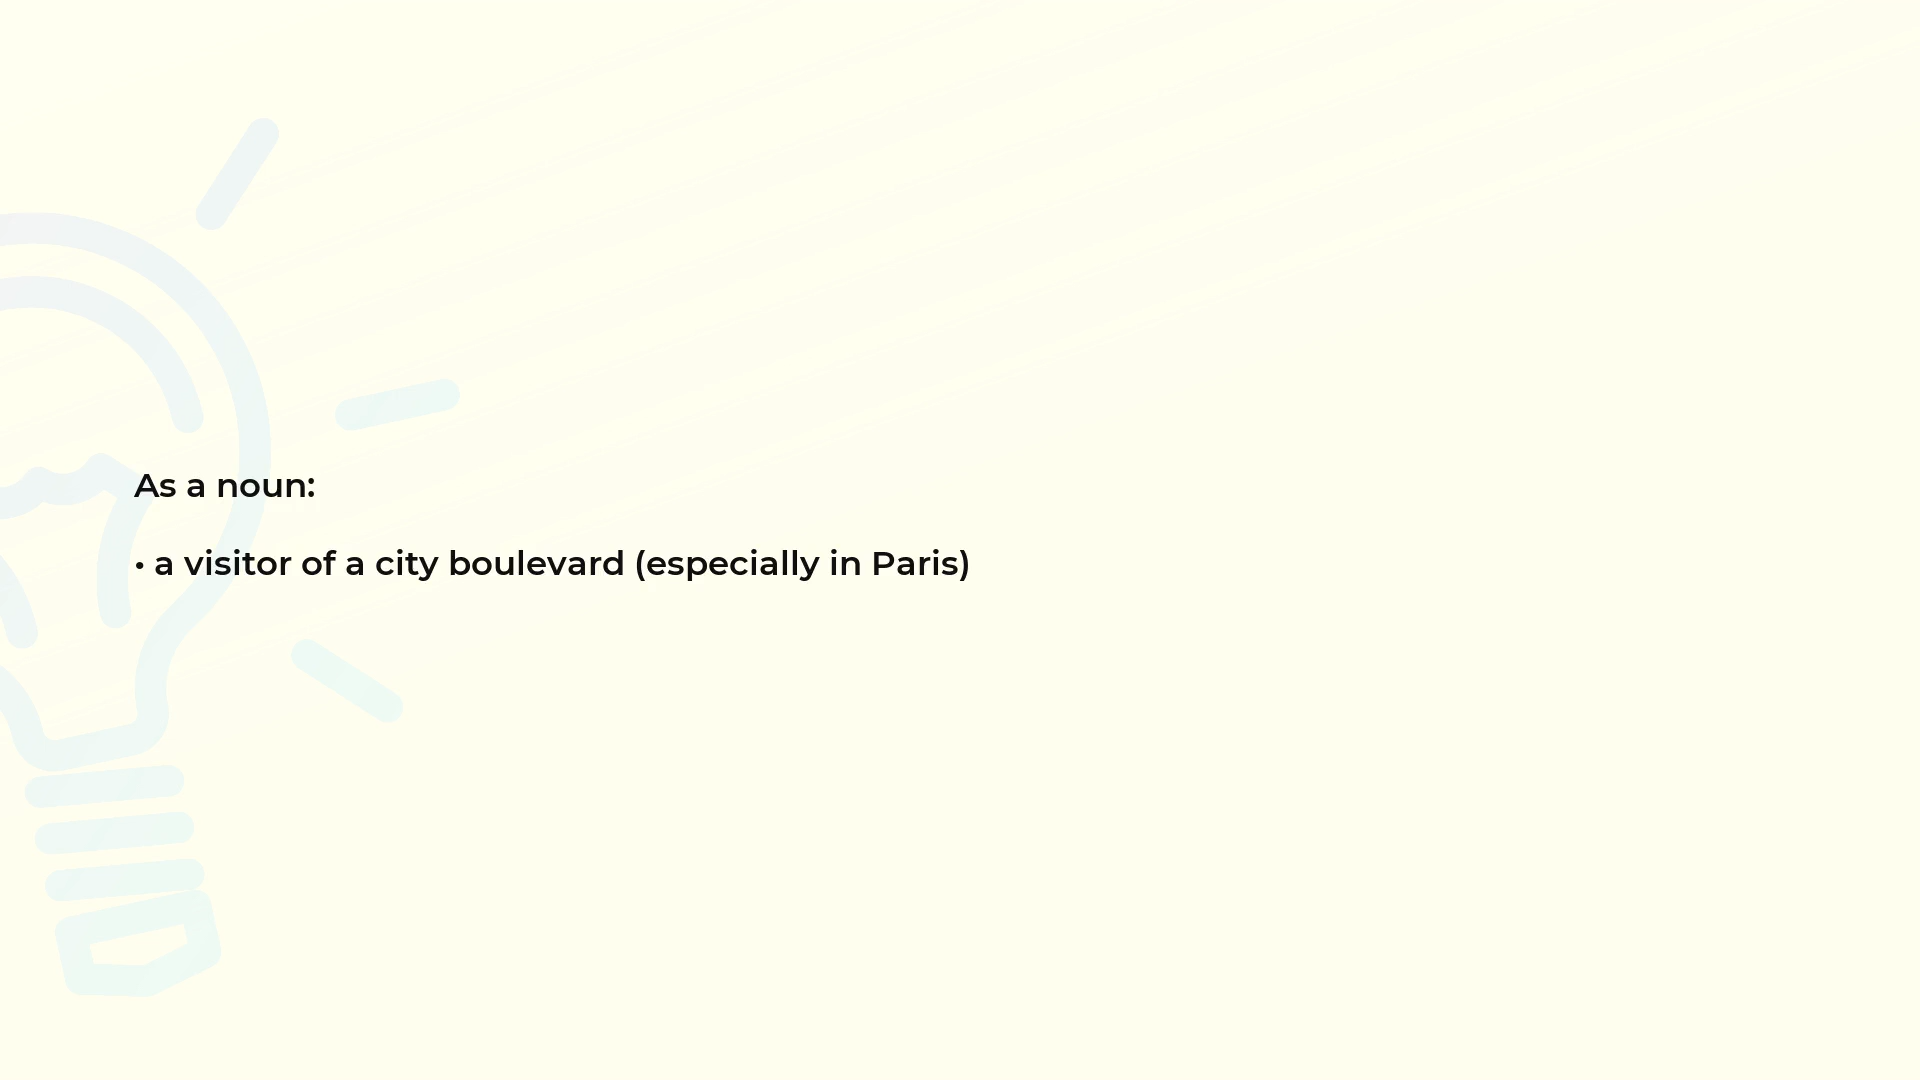 As a noun:
• a visitor of a city boulevard (especially in Paris)